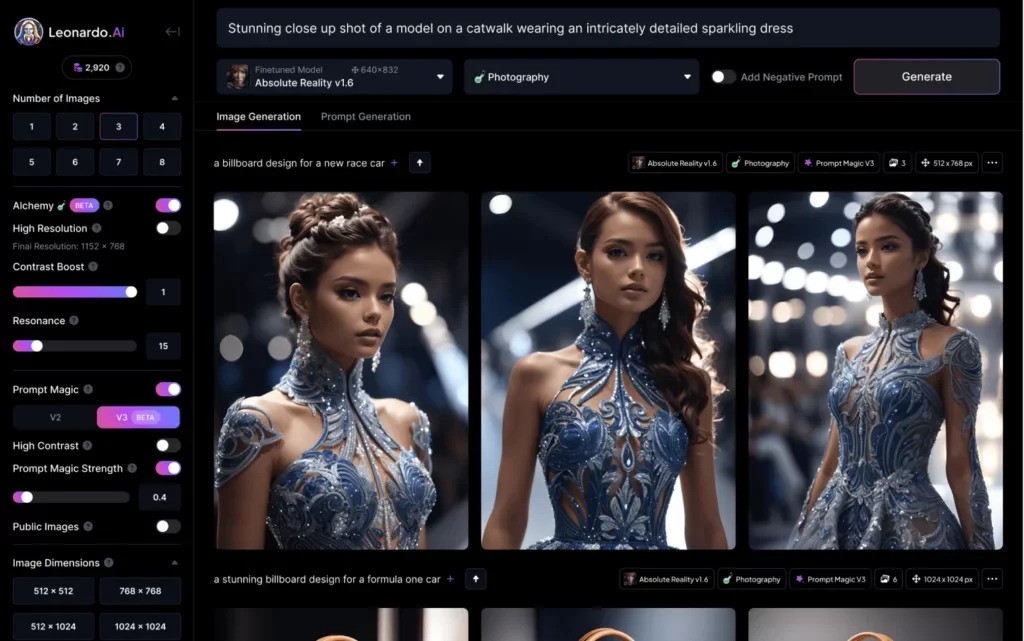 Leonardo.Ai
2,920
Number of Images
1 2 3 4
5 6 7 8
Alchemy BETA
High Resolution
Final Resolution: 1152 × 768
Contrast Boost
1
Resonance
15
Prompt Magic
V2 V3 BETA
High Contrast
Prompt Magic Strength
0.4
Public Images
Image Dimensions
512 × 512 768 × 768
512 × 1024 1024 × 1024
Stunning close up shot of a model on a catwalk wearing an intricately detailed sparkling dress
Finetuned Model 640×832
Absolute Reality v1.6
Photography
Add Negative Prompt
Generate
Image Generation Prompt Generation
a billboard design for a new race car +
Absolute Reality v1.6 Photography Prompt Magic V3 3 512 x 768 px
a stunning billboard design for a formula one car +
Absolute Reality v1.6 Photography Prompt Magic V3 6 1024 x 1024 px